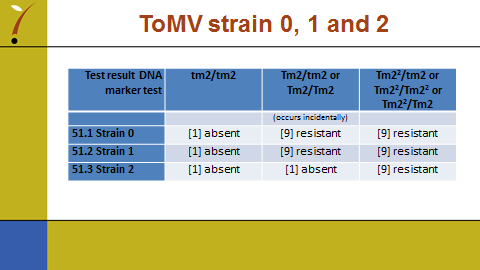 ToMV strain 0, 1 and 2
Test result DNA marker test tm2/tm2 Tm2/tm2 or Tm2/Tm2 Tm2²/tm2 or Tm2²/Tm2² or Tm2²/Tm2
(occurs incidentally)
51.1 Strain 0 [1] absent [9] resistant [9] resistant
51.2 Strain 1 [1] absent [9] resistant [9] resistant
51.3 Strain 2 [1] absent [1] absent [9] resistant